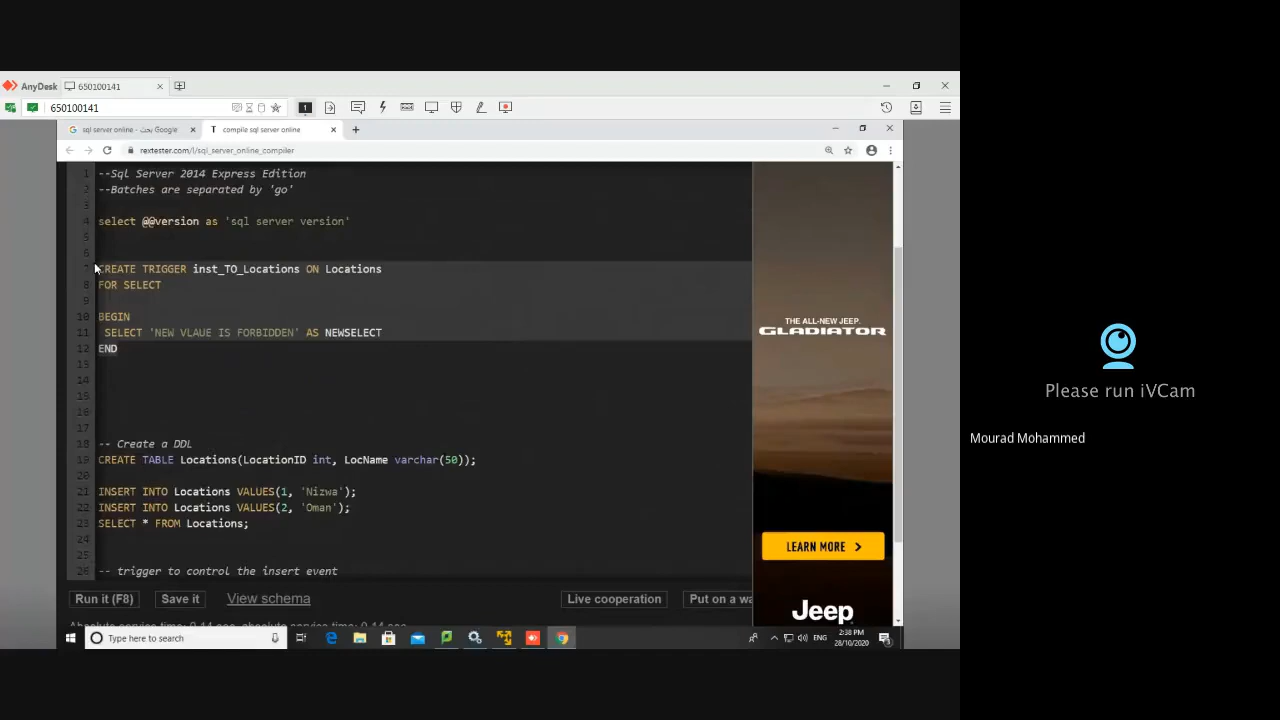 AnyDesk
650100141
650100141
sql server online - بحث Google
compile sql server online
rextester.com/l/sql_server_online_compiler
1 --Sql Server 2014 Express Edition
2 --Batches are separated by 'go'
3
4 select @@version as 'sql server version'
5
6
7 CREATE TRIGGER inst_TO_Locations ON Locations
8 FOR SELECT
9
10 BEGIN
11 SELECT 'NEW VLAUE IS FORBIDDEN' AS NEWSELECT
12 END
13
14
15
16
17
18 -- Create a DDL
19 CREATE TABLE Locations(LocationID int, LocName varchar(50));
20
21 INSERT INTO Locations VALUES(1, 'Nizwa');
22 INSERT INTO Locations VALUES(2, 'Oman');
23 SELECT * FROM Locations;
24
25
26 -- trigger to control the insert event
Run it (F8) Save it View schema Live cooperation Put on a wa
THE ALL-NEW JEEP.
GLADIATOR
LEARN MORE
Jeep
Type here to search
ENG
2:38 PM
28/10/2020
Please run iVCam
Mourad Mohammed